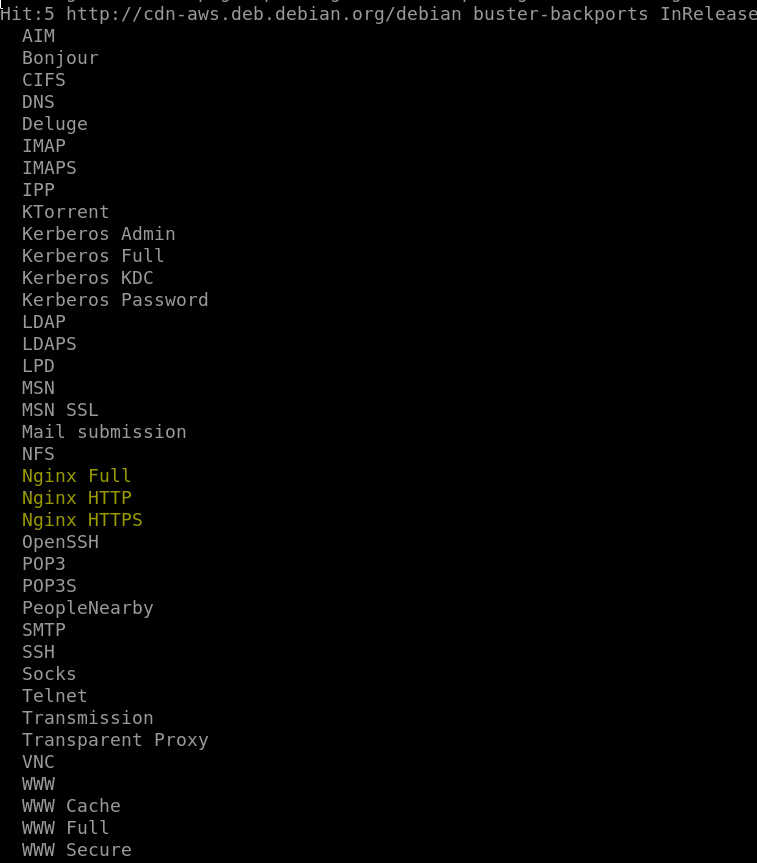 Hit:5 http://cdn-aws.deb.debian.org/debian buster-backports InRelease
AIM
Bonjour
CIFS
DNS
Deluge
IMAP
IMAPS
IPP
KTorrent
Kerberos Admin
Kerberos Full
Kerberos KDC
Kerberos Password
LDAP
LDAPS
LPD
MSN
MSN SSL
Mail submission
NFS
Nginx Full
Nginx HTTP
Nginx HTTPS
OpenSSH
POP3
POP3S
PeopleNearby
SMTP
SSH
Socks
Telnet
Transmission
Transparent Proxy
VNC
WWW
WWW Cache
WWW Full
WWW Secure